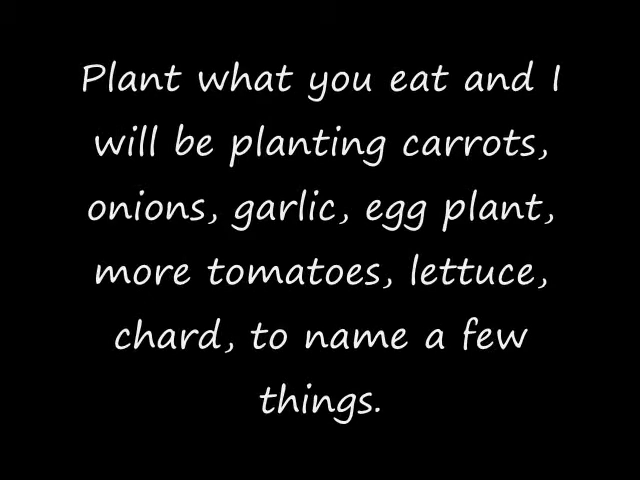 Plant what you eat and I
will be planting carrots,
onions, garlic, egg plant,
more tomatoes, lettuce,
chard, to name a few
things.